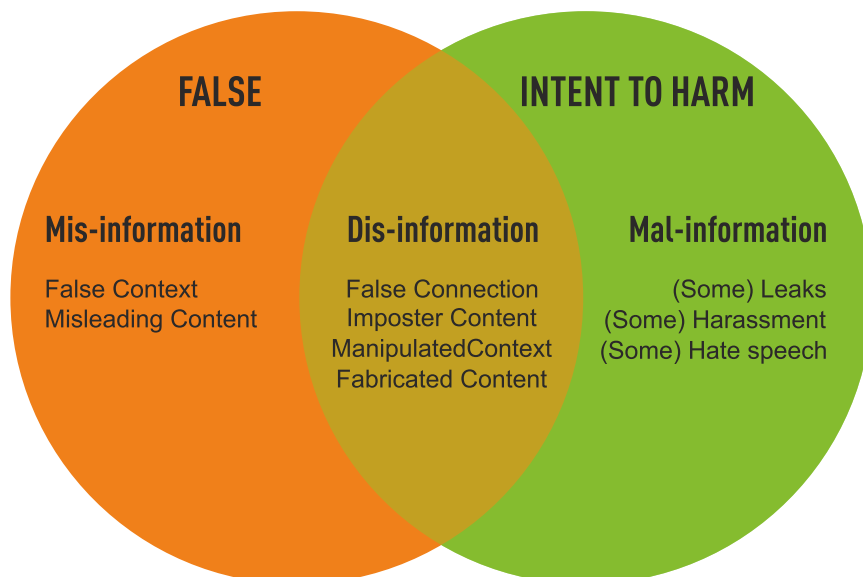 FALSE
INTENT TO HARM
Mis-information
False Context
Misleading Content
Dis-information
False Connection
Imposter Content
ManipulatedContext
Fabricated Content
Mal-information
(Some) Leaks
(Some) Harassment
(Some) Hate speech